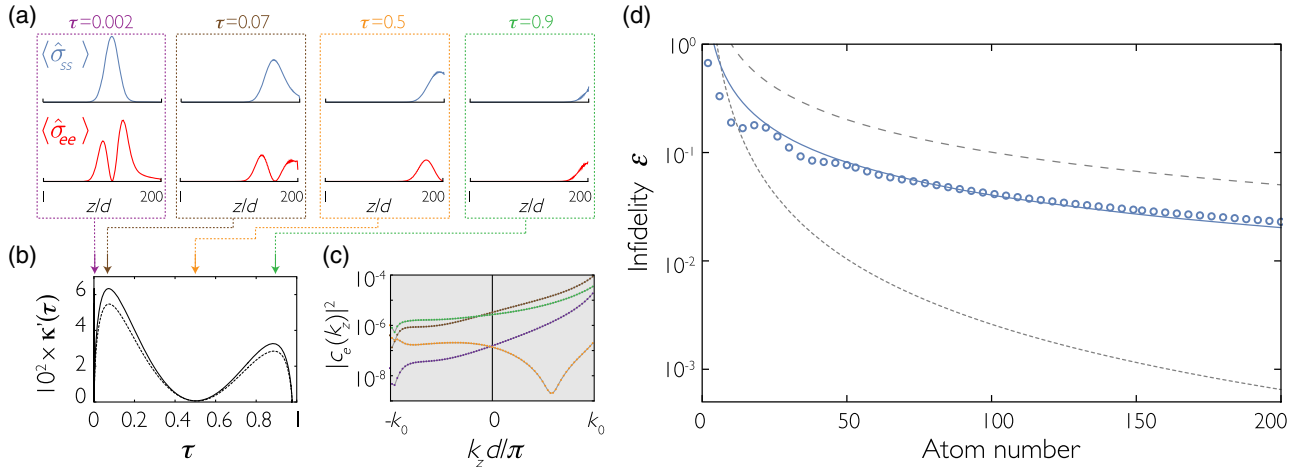 (a)
τ=0.002 τ=0.07 τ=0.5 τ=0.9
⟨σ̂ss⟩
⟨σ̂ee⟩
1 200 1 200 1 200 1 200
z/d z/d z/d z/d
(b)
10² × κ'(τ)
6
4
2
0
0 0.2 0.4 0.6 0.8 1
τ
(c)
|c_e(k_z)|²
10⁻⁴
10⁻⁶
10⁻⁸
-k₀ 0 k₀
k_z d/π
(d)
Infidelity ε
10⁰
10⁻¹
10⁻²
10⁻³
0 50 100 150 200
Atom number